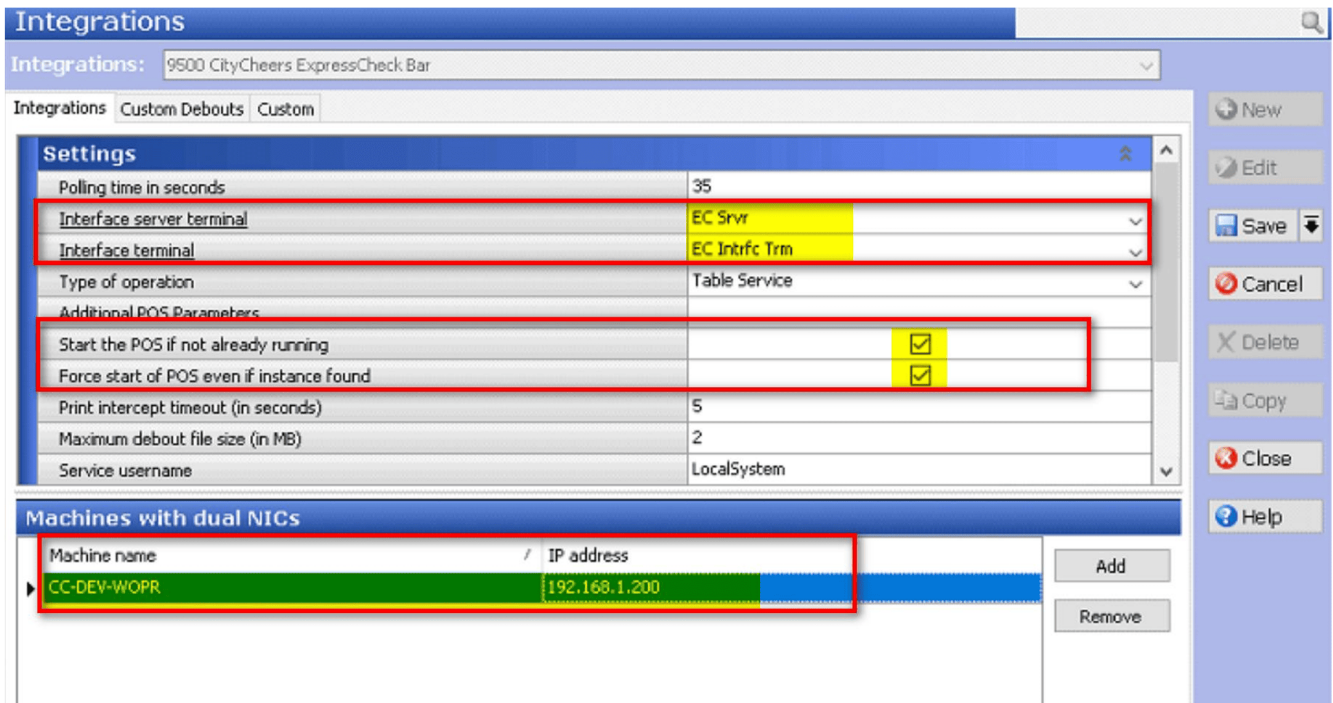 Integrations
Integrations: 9500 CityCheers ExpressCheck Bar
Integrations Custom Debouts Custom
New
Settings
Edit
Polling time in seconds 35
Interface server terminal EC Srvr
Save
Interface terminal EC Intrfc Trm
Type of operation Table Service
Cancel
Additional POS Parameters
Start the POS if not already running
Delete
Force start of POS even if instance found
Print intercept timeout (in seconds) 5
Copy
Maximum debout file size (in MB) 2
Service username LocalSystem
Close
Machines with dual NICs
Help
Machine name / IP address
Add
CC-DEV-WOPR 192.168.1.200
Remove